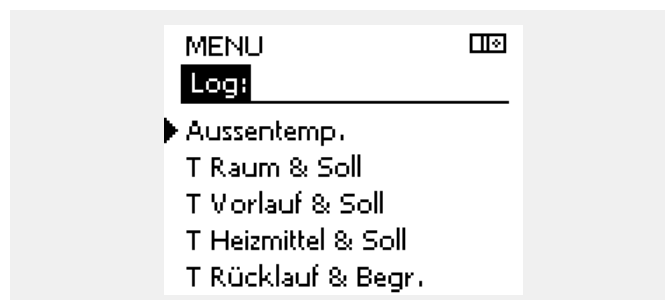 MENU
Log:
Aussentemp.
T Raum & Soll
T Vorlauf & Soll
T Heizmittel & Soll
T Rücklauf & Begr.